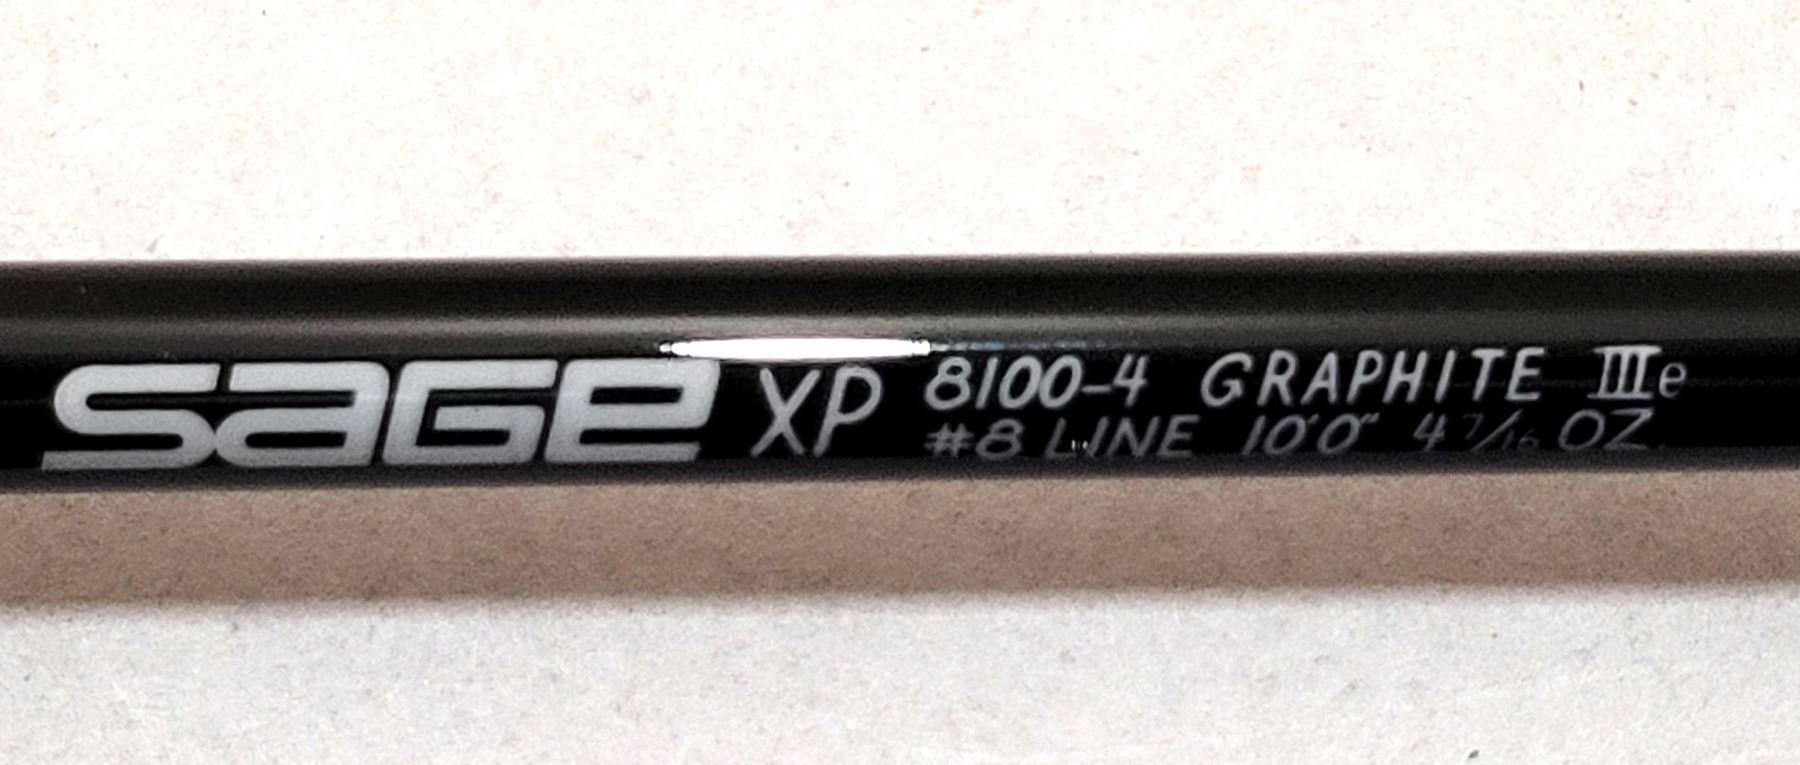 SAGE XP 8100-4 GRAPHITE IIIe
#8 LINE 10'0" 4 7/16 OZ